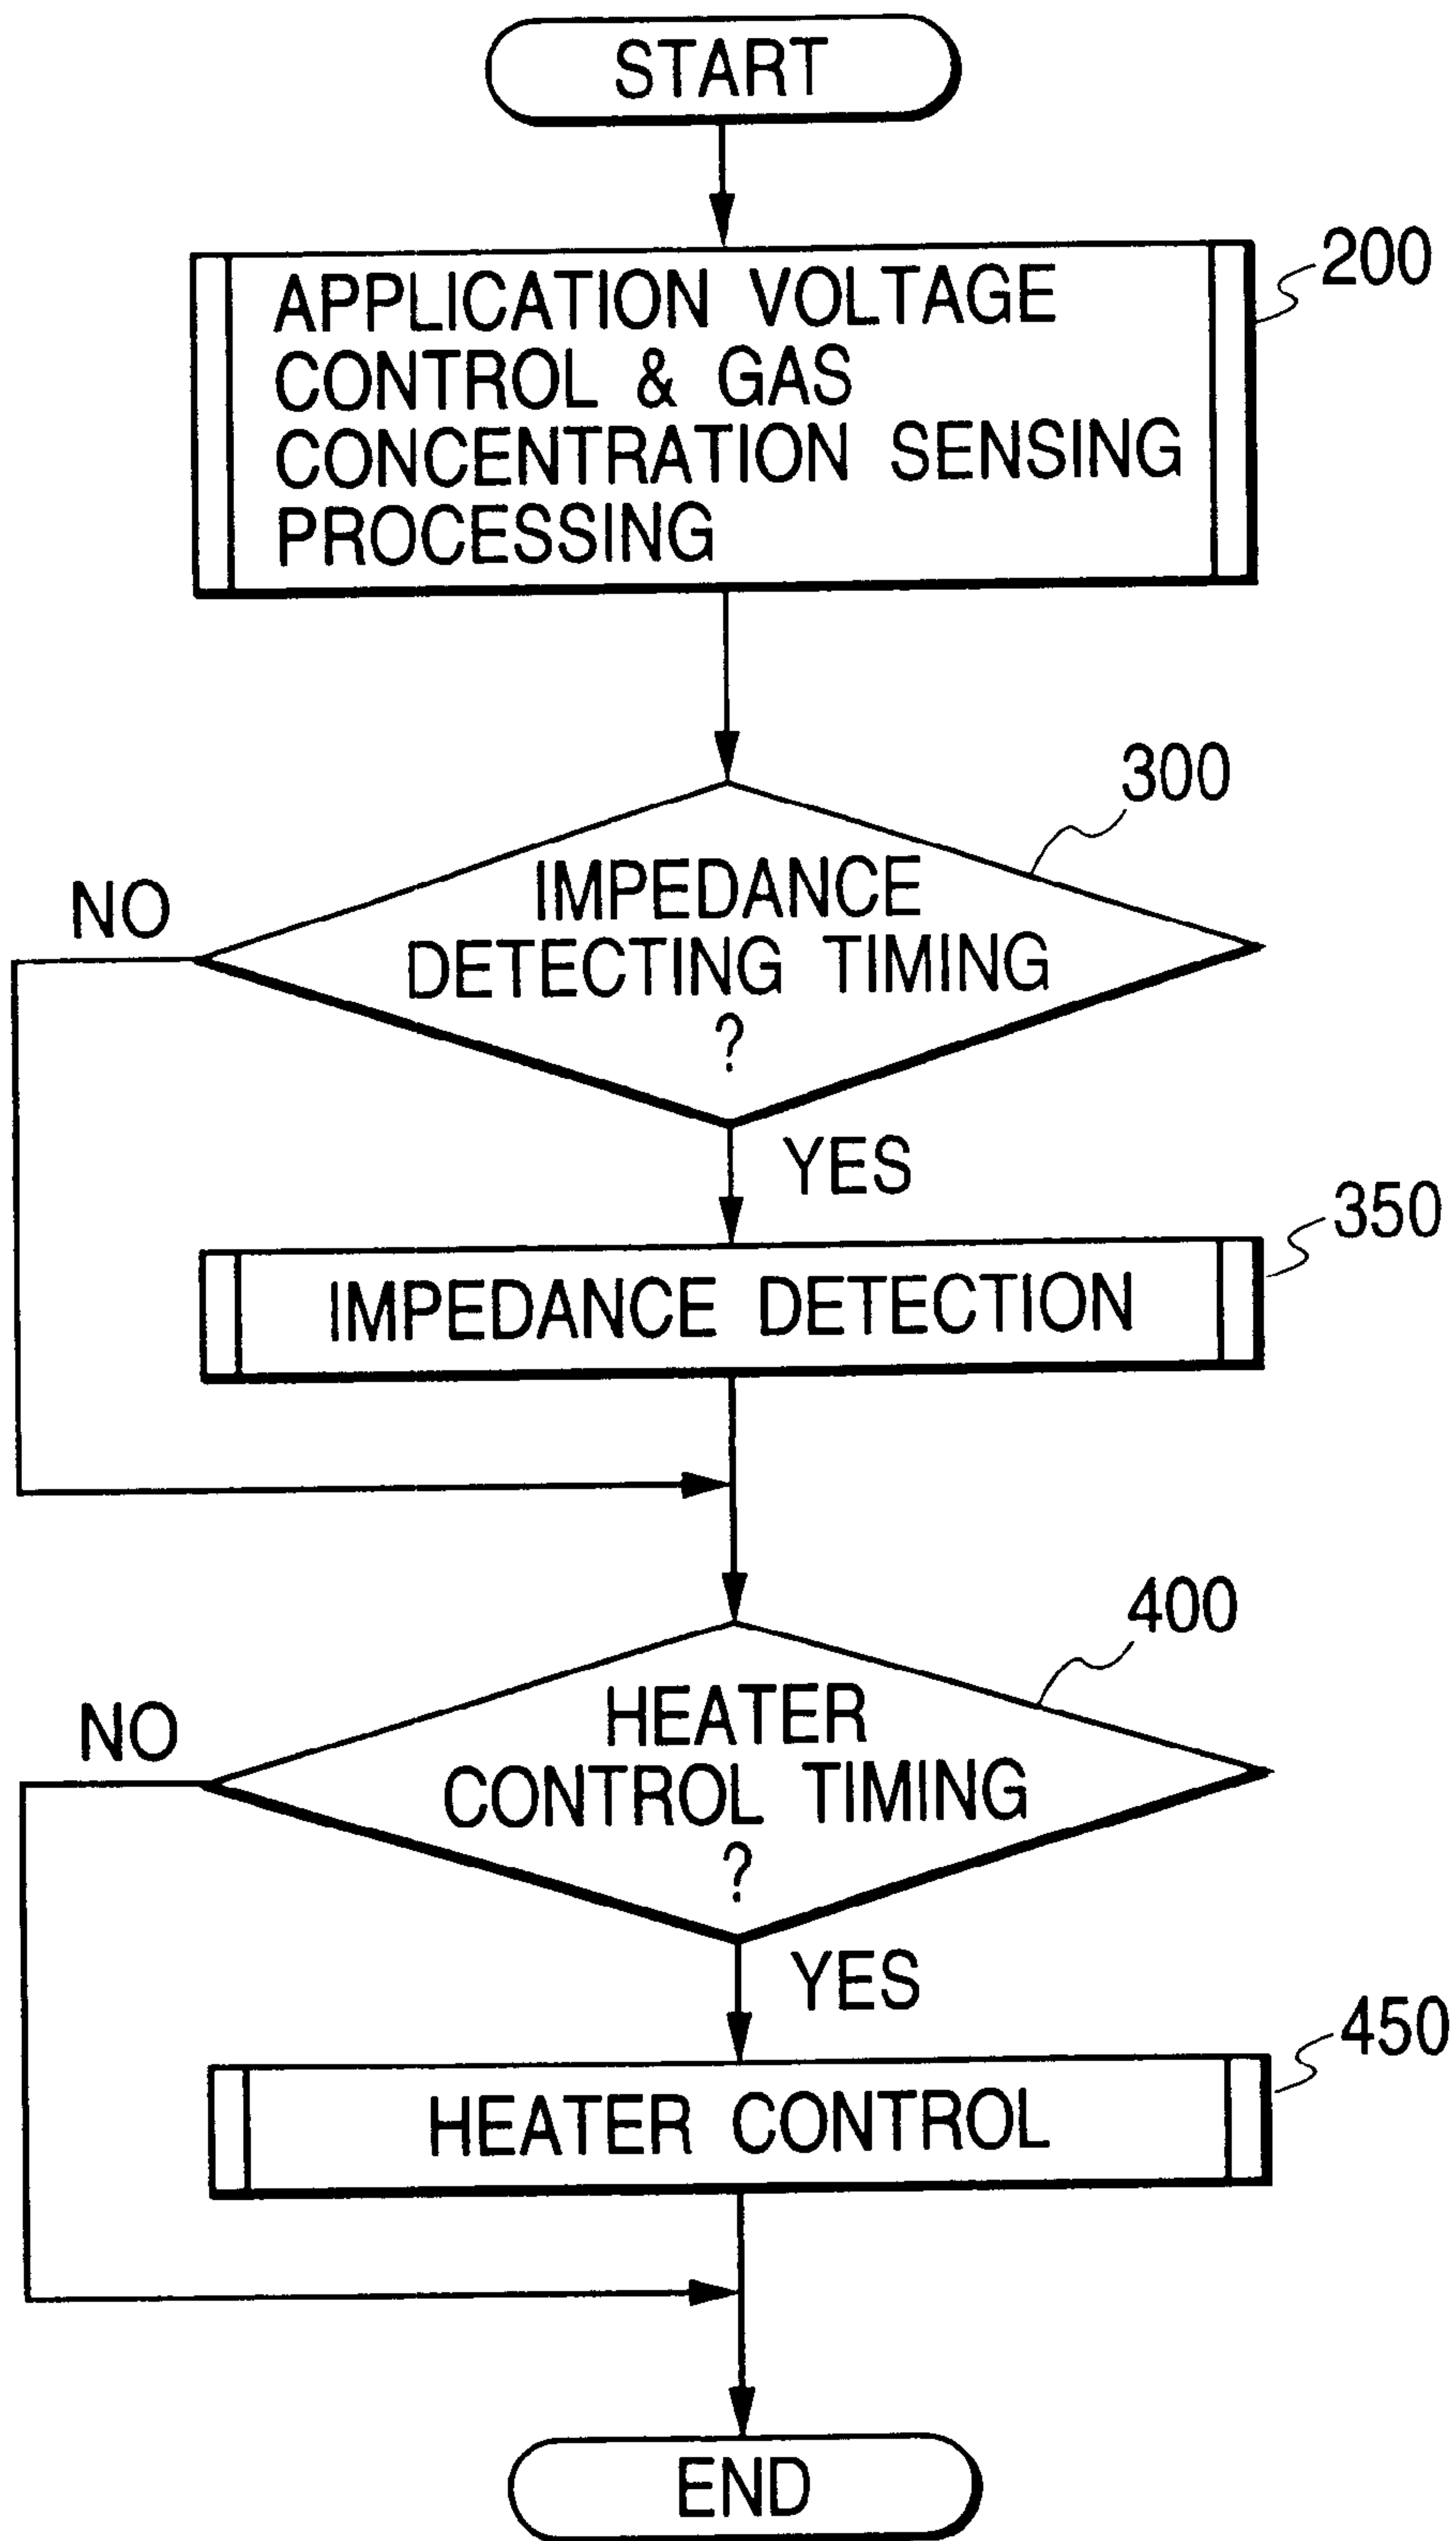 START
APPLICATION VOLTAGE
CONTROL & GAS
CONCENTRATION SENSING
PROCESSING
200
300
IMPEDANCE
DETECTING TIMING
?
NO
YES
350
IMPEDANCE DETECTION
400
HEATER
CONTROL TIMING
?
NO
YES
450
HEATER CONTROL
END